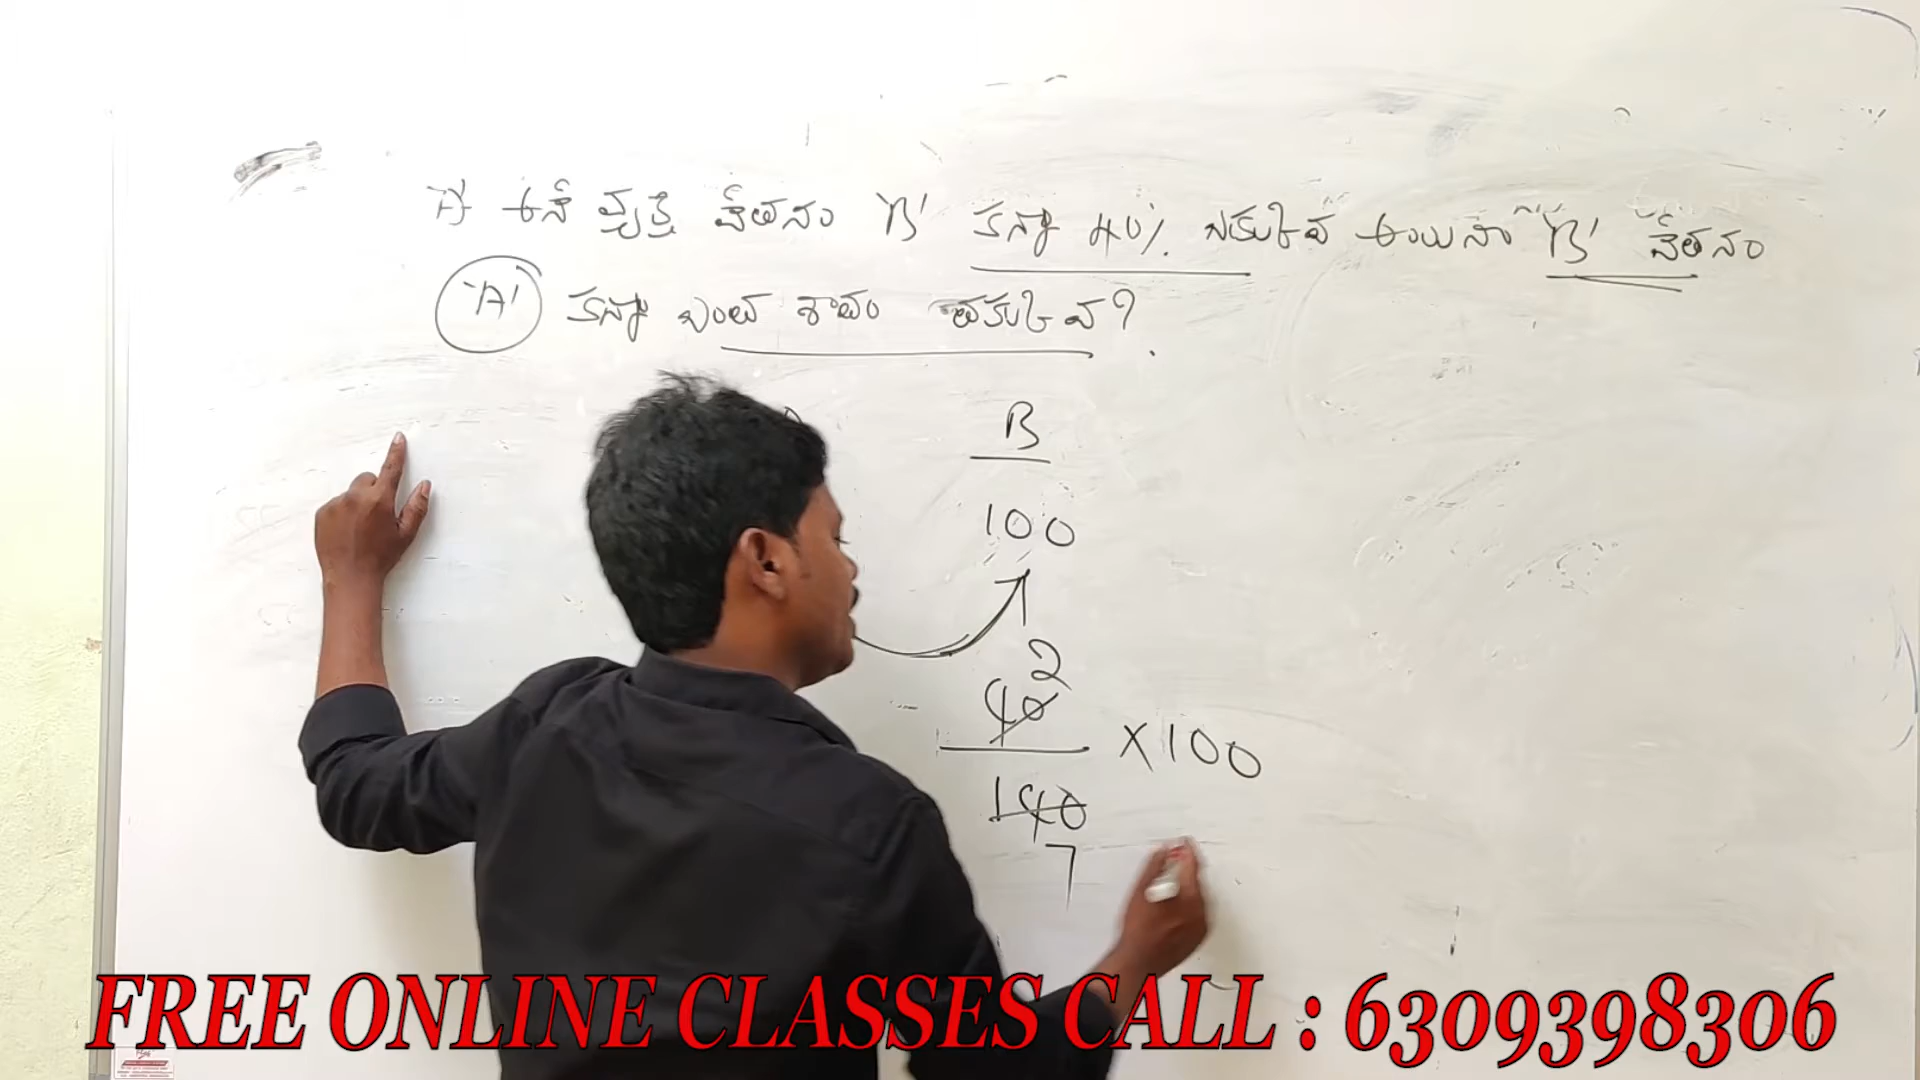 'A' అనే వ్యక్తి వేతనం 'B' కన్నా 40% ఎక్కువ అయినా 'B' వేతనం
'A' కన్నా ఎంత శాతం తక్కువ?
B
100
2
40
× 100
140
7
FREE ONLINE CLASSES CALL : 6309398306